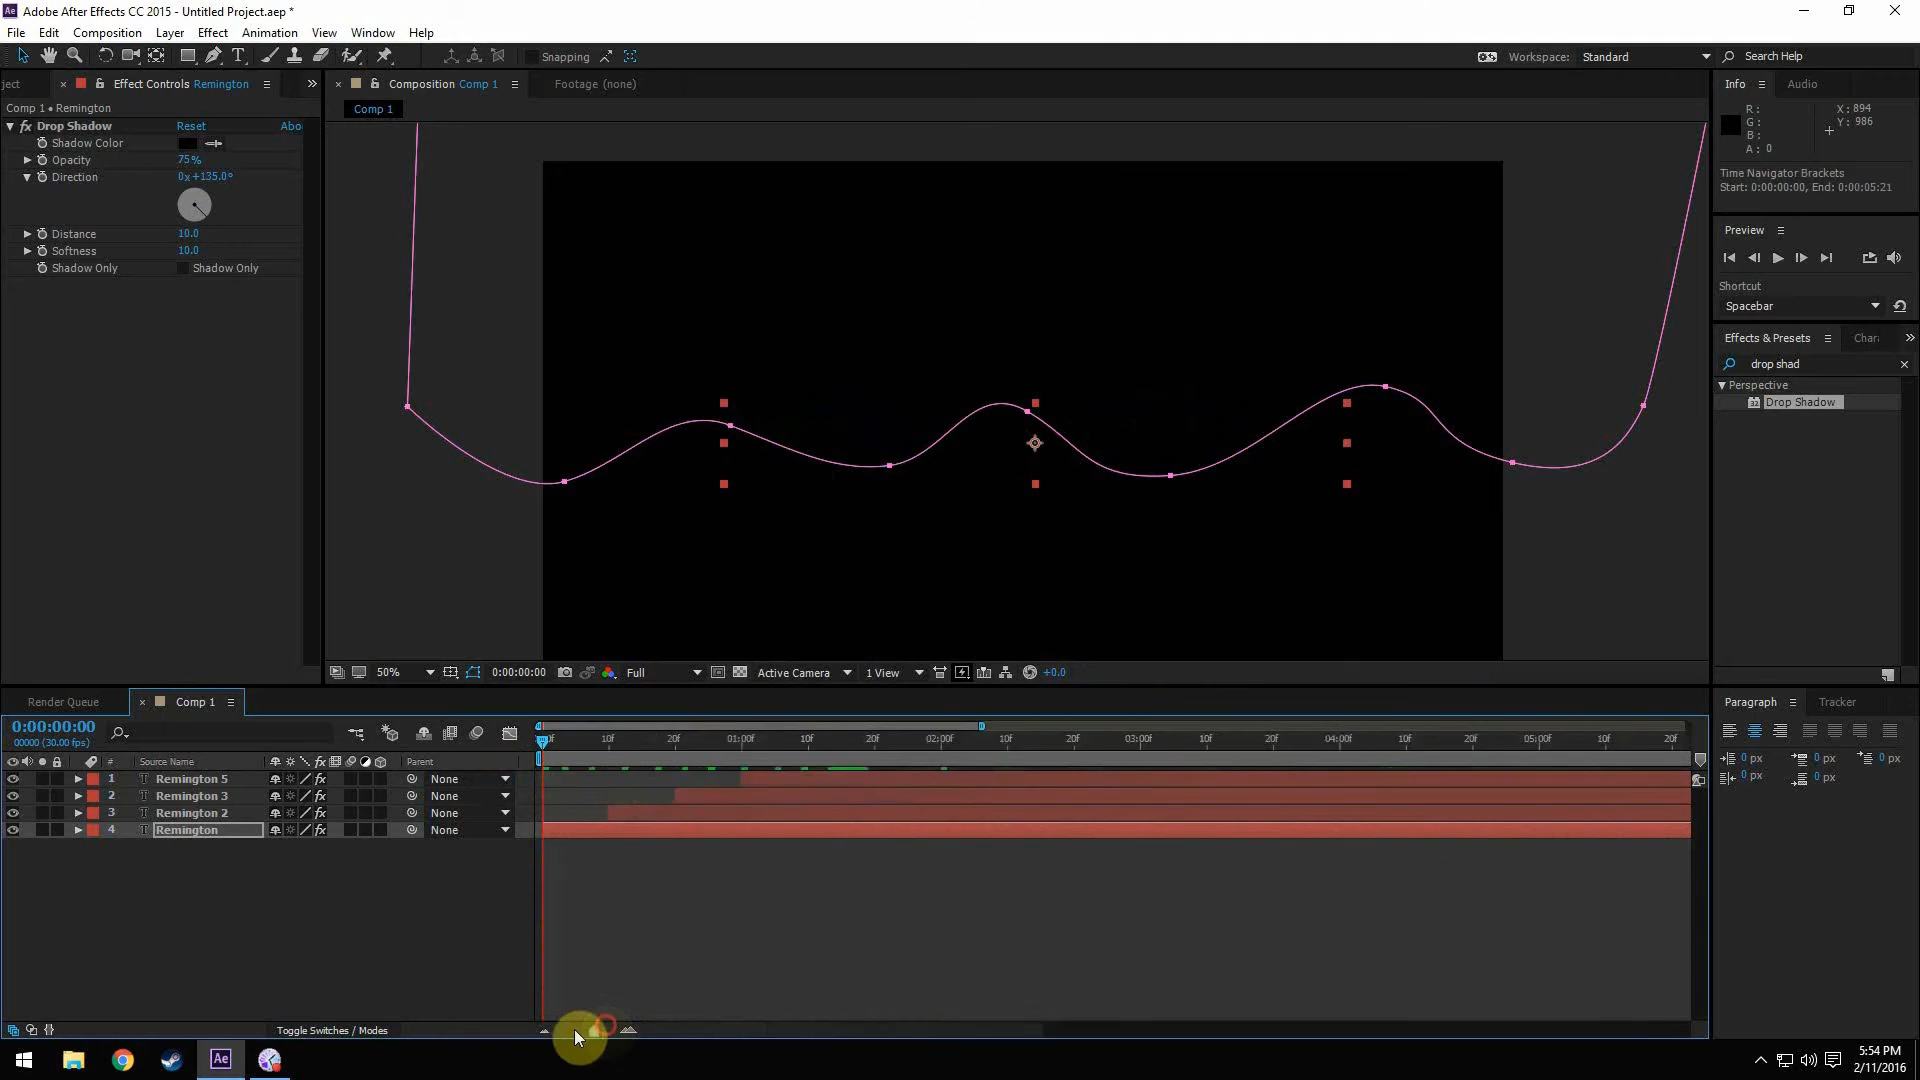 Adobe After Effects CC 2015 - Untitled Project.aep *
File Edit Composition Layer Effect Animation View Window Help
Snapping
Workspace: Standard
Search Help
ject
Effect Controls Remington
Comp 1 • Remington
fx Drop Shadow Reset Abo
Shadow Color
Opacity 75%
Direction 0x+135.0°
Distance 10.0
Softness 10.0
Shadow Only Shadow Only
Composition Comp 1
Footage (none)
Comp 1
50% 0:00:00:00 Full Active Camera 1 View +0.0
Info Audio
R: X: 894
G: Y: 986
B:
A: 0
Time Navigator Brackets
Start: 0:00:00:00, End: 0:00:05:21
Preview
Shortcut
Spacebar
Effects & Presets Chara
drop shad
Perspective
32 Drop Shadow
Render Queue Comp 1
0:00:00:00
00000 (30.00 fps)
# Source Name Parent
0f 10f 20f 01:00f 10f 20f 02:00f 10f 20f 03:00f 10f 20f 04:00f 10f 20f 05:00f 10f 20f
1 T Remington 5 fx None
2 T Remington 3 fx None
3 T Remington 2 fx None
4 T Remington fx None
Toggle Switches / Modes
Paragraph Tracker
0 px 0 px 0 px
0 px 0 px
Ae
5:54 PM
2/11/2016